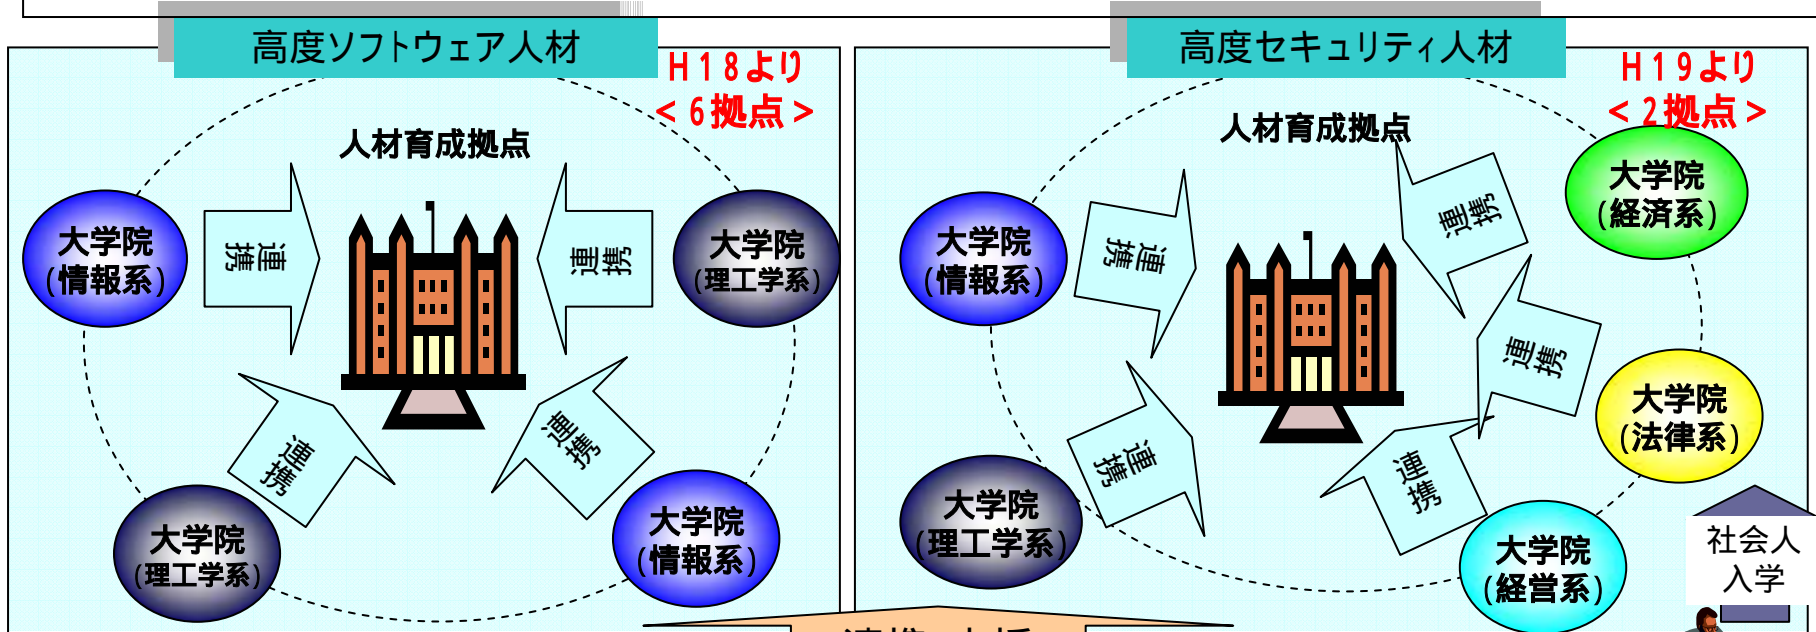 高度ソフトウェア人材
H18より
<6拠点>
人材育成拠点
大学院
(情報系)
連携
連携
大学院
(理工学系)
連携
連携
大学院
(理工学系)
大学院
(情報系)
高度セキュリティ人材
H19より
<2拠点>
人材育成拠点
大学院
(経済系)
大学院
(情報系)
連携
連携
連携
大学院
(法律系)
連携
連携
大学院
(理工学系)
大学院
(経営系)
社会人
入学